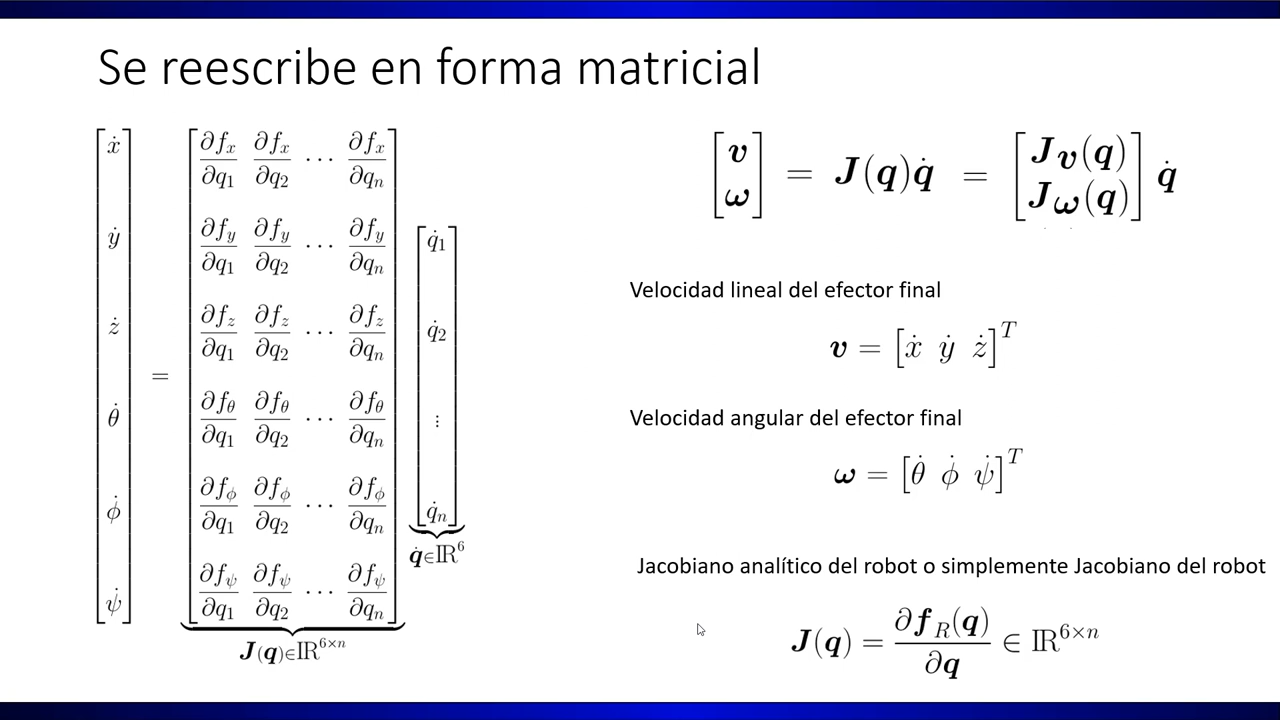 Se reescribe en forma matricial
[ẋ ẏ ż θ̇ ϕ̇ ψ̇] =
∂f_x/∂q_1 ∂f_x/∂q_2 ⋯ ∂f_x/∂q_n
∂f_y/∂q_1 ∂f_y/∂q_2 ⋯ ∂f_y/∂q_n
∂f_z/∂q_1 ∂f_z/∂q_2 ⋯ ∂f_z/∂q_n
∂f_θ/∂q_1 ∂f_θ/∂q_2 ⋯ ∂f_θ/∂q_n
∂f_ϕ/∂q_1 ∂f_ϕ/∂q_2 ⋯ ∂f_ϕ/∂q_n
∂f_ψ/∂q_1 ∂f_ψ/∂q_2 ⋯ ∂f_ψ/∂q_n
J(q)∈IR^{6×n}
[q̇_1 q̇_2 ⋮ q̇_n]
q̇∈IR^6
[v ω] = J(q)q̇ = [J_v(q) J_ω(q)] q̇
Velocidad lineal del efector final
v = [ẋ ẏ ż]^T
Velocidad angular del efector final
ω = [θ̇ ϕ̇ ψ̇]^T
Jacobiano analítico del robot o simplemente Jacobiano del robot
J(q) = ∂f_R(q)/∂q ∈ IR^{6×n}